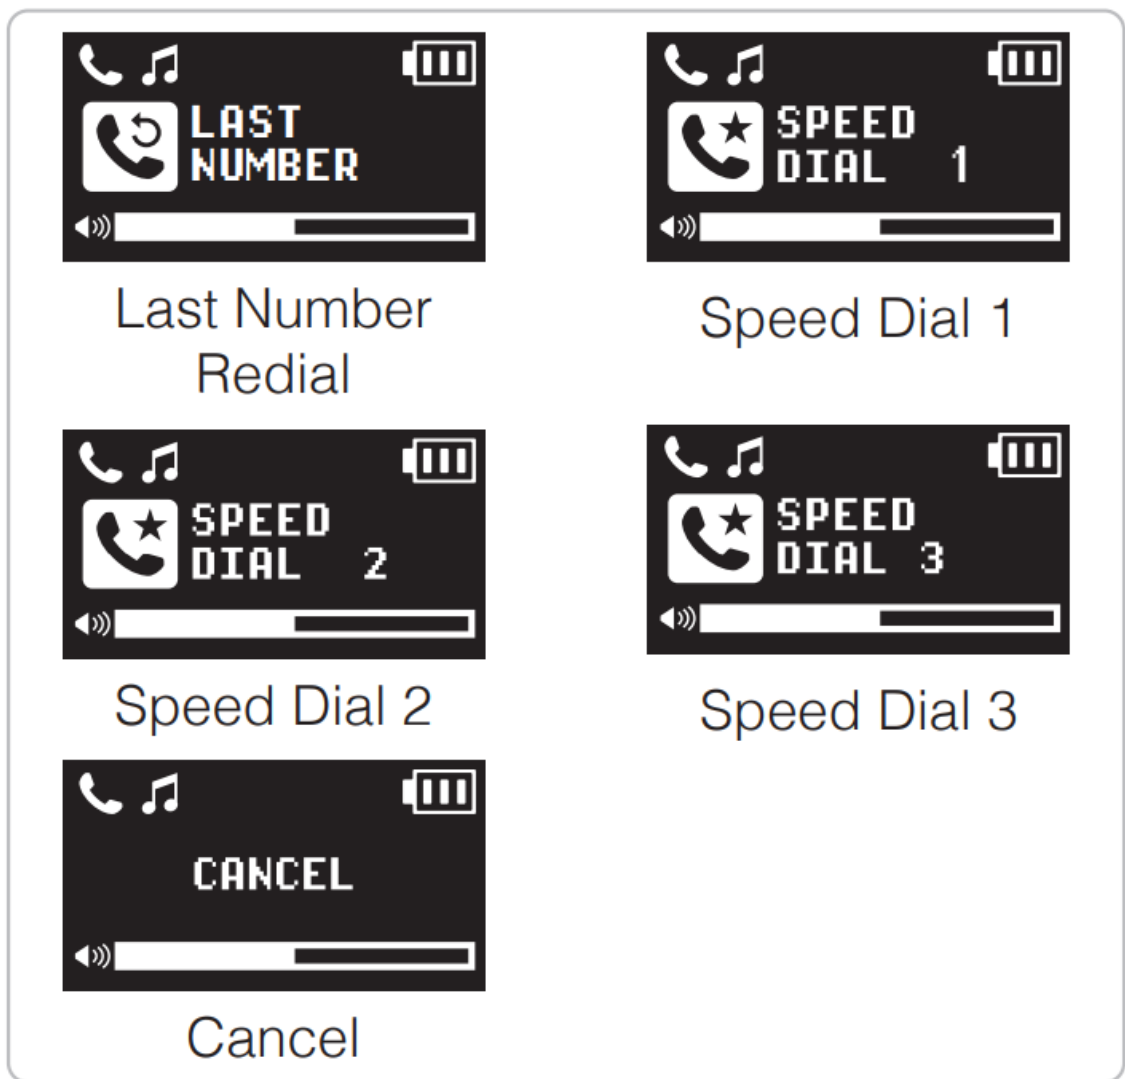 LAST
NUMBER
Last Number
Redial
SPEED
DIAL 1
Speed Dial 1
SPEED
DIAL 2
Speed Dial 2
SPEED
DIAL 3
Speed Dial 3
CANCEL
Cancel